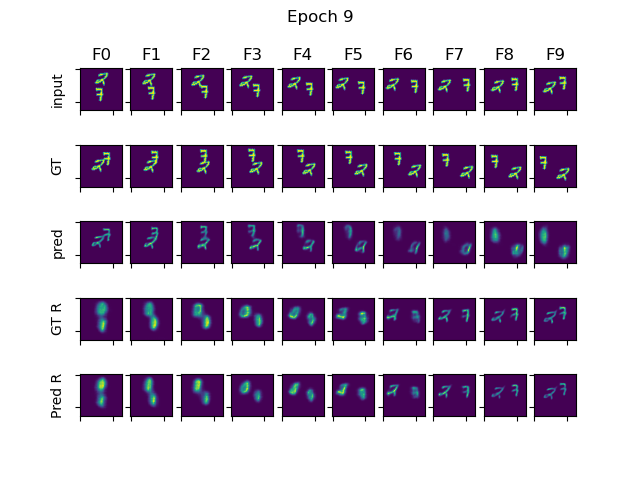 Epoch 9
F0 F1 F2 F3 F4 F5 F6 F7 F8 F9
input
GT
pred
GT R
Pred R